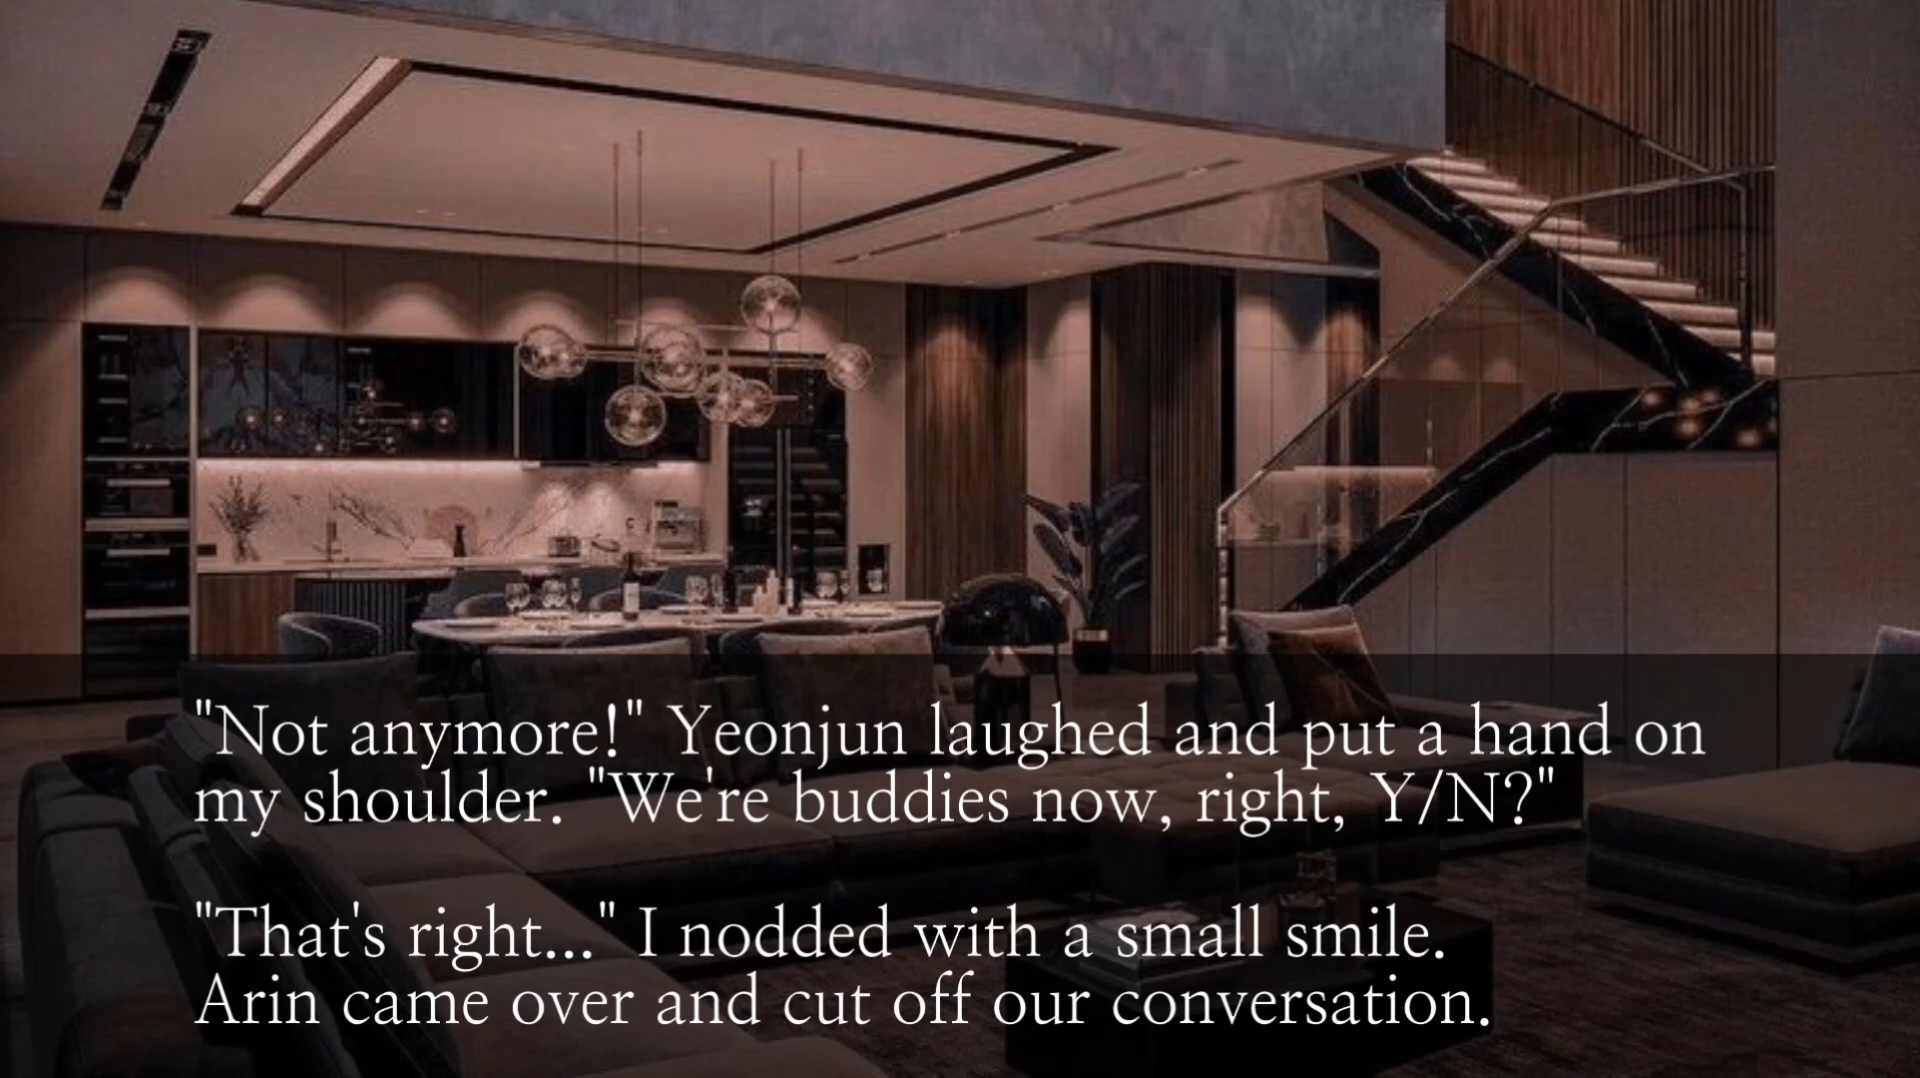 "Not anymore!" Yeonjun laughed and put a hand on
my shoulder. "We're buddies now, right, Y/N?"
"That's right..." I nodded with a small smile.
Arin came over and cut off our conversation.